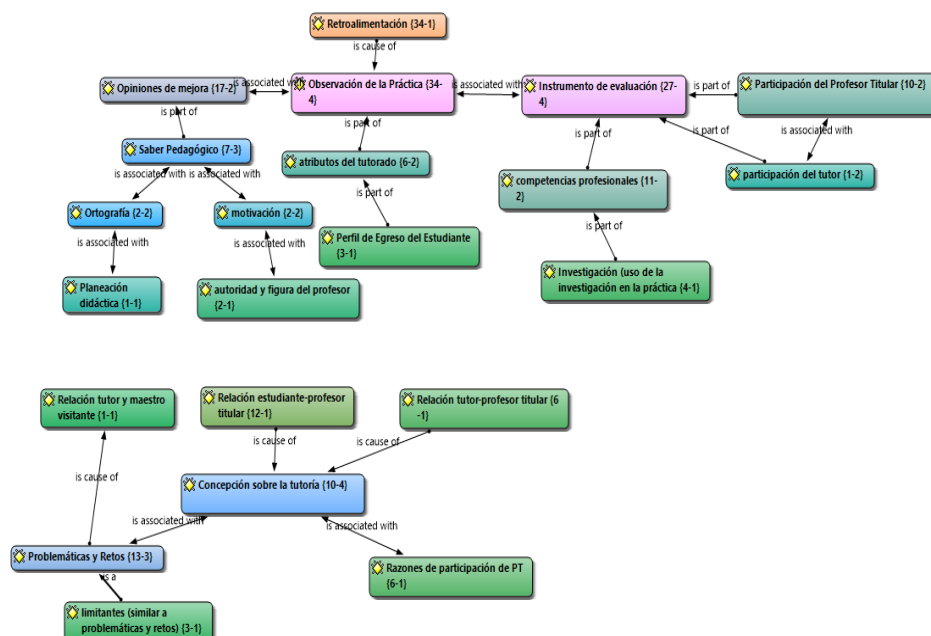 Retroalimentación {34-1}
is cause of
Opiniones de mejora {17-2}
is associated with
Observación de la Práctica {34-
4}
is associated with
Instrumento de evaluación {27-
4}
is part of
Participación del Profesor Titular {10-2}
is part of
is part of
is part of
is part of
is associated with
Saber Pedagógico {7-3}
atributos del tutorado {6-2}
participación del tutor {1-2}
is associated with
is associated with
competencias profesionales {11-
2}
is part of
Ortografía {2-2}
motivación {2-2}
is part of
is associated with
is associated with
Perfil de Egreso del Estudiante
{3-1}
Planeación
didáctica {1-1}
autoridad y figura del profesor
{2-1}
Investigación (uso de la
investigación en la práctica {4-1}
Relación tutor y maestro
visitante {1-1}
Relación estudiante-profesor
titular {12-1}
Relación tutor-profesor titular {6
-1}
is cause of
is cause of
is cause of
Concepción sobre la tutoría {10-4}
is associated with
is associated with
Problemáticas y Retos {13-3}
Razones de participación de PT
{6-1}
is a
limitantes (similar a
problemáticas y retos) {3-1}